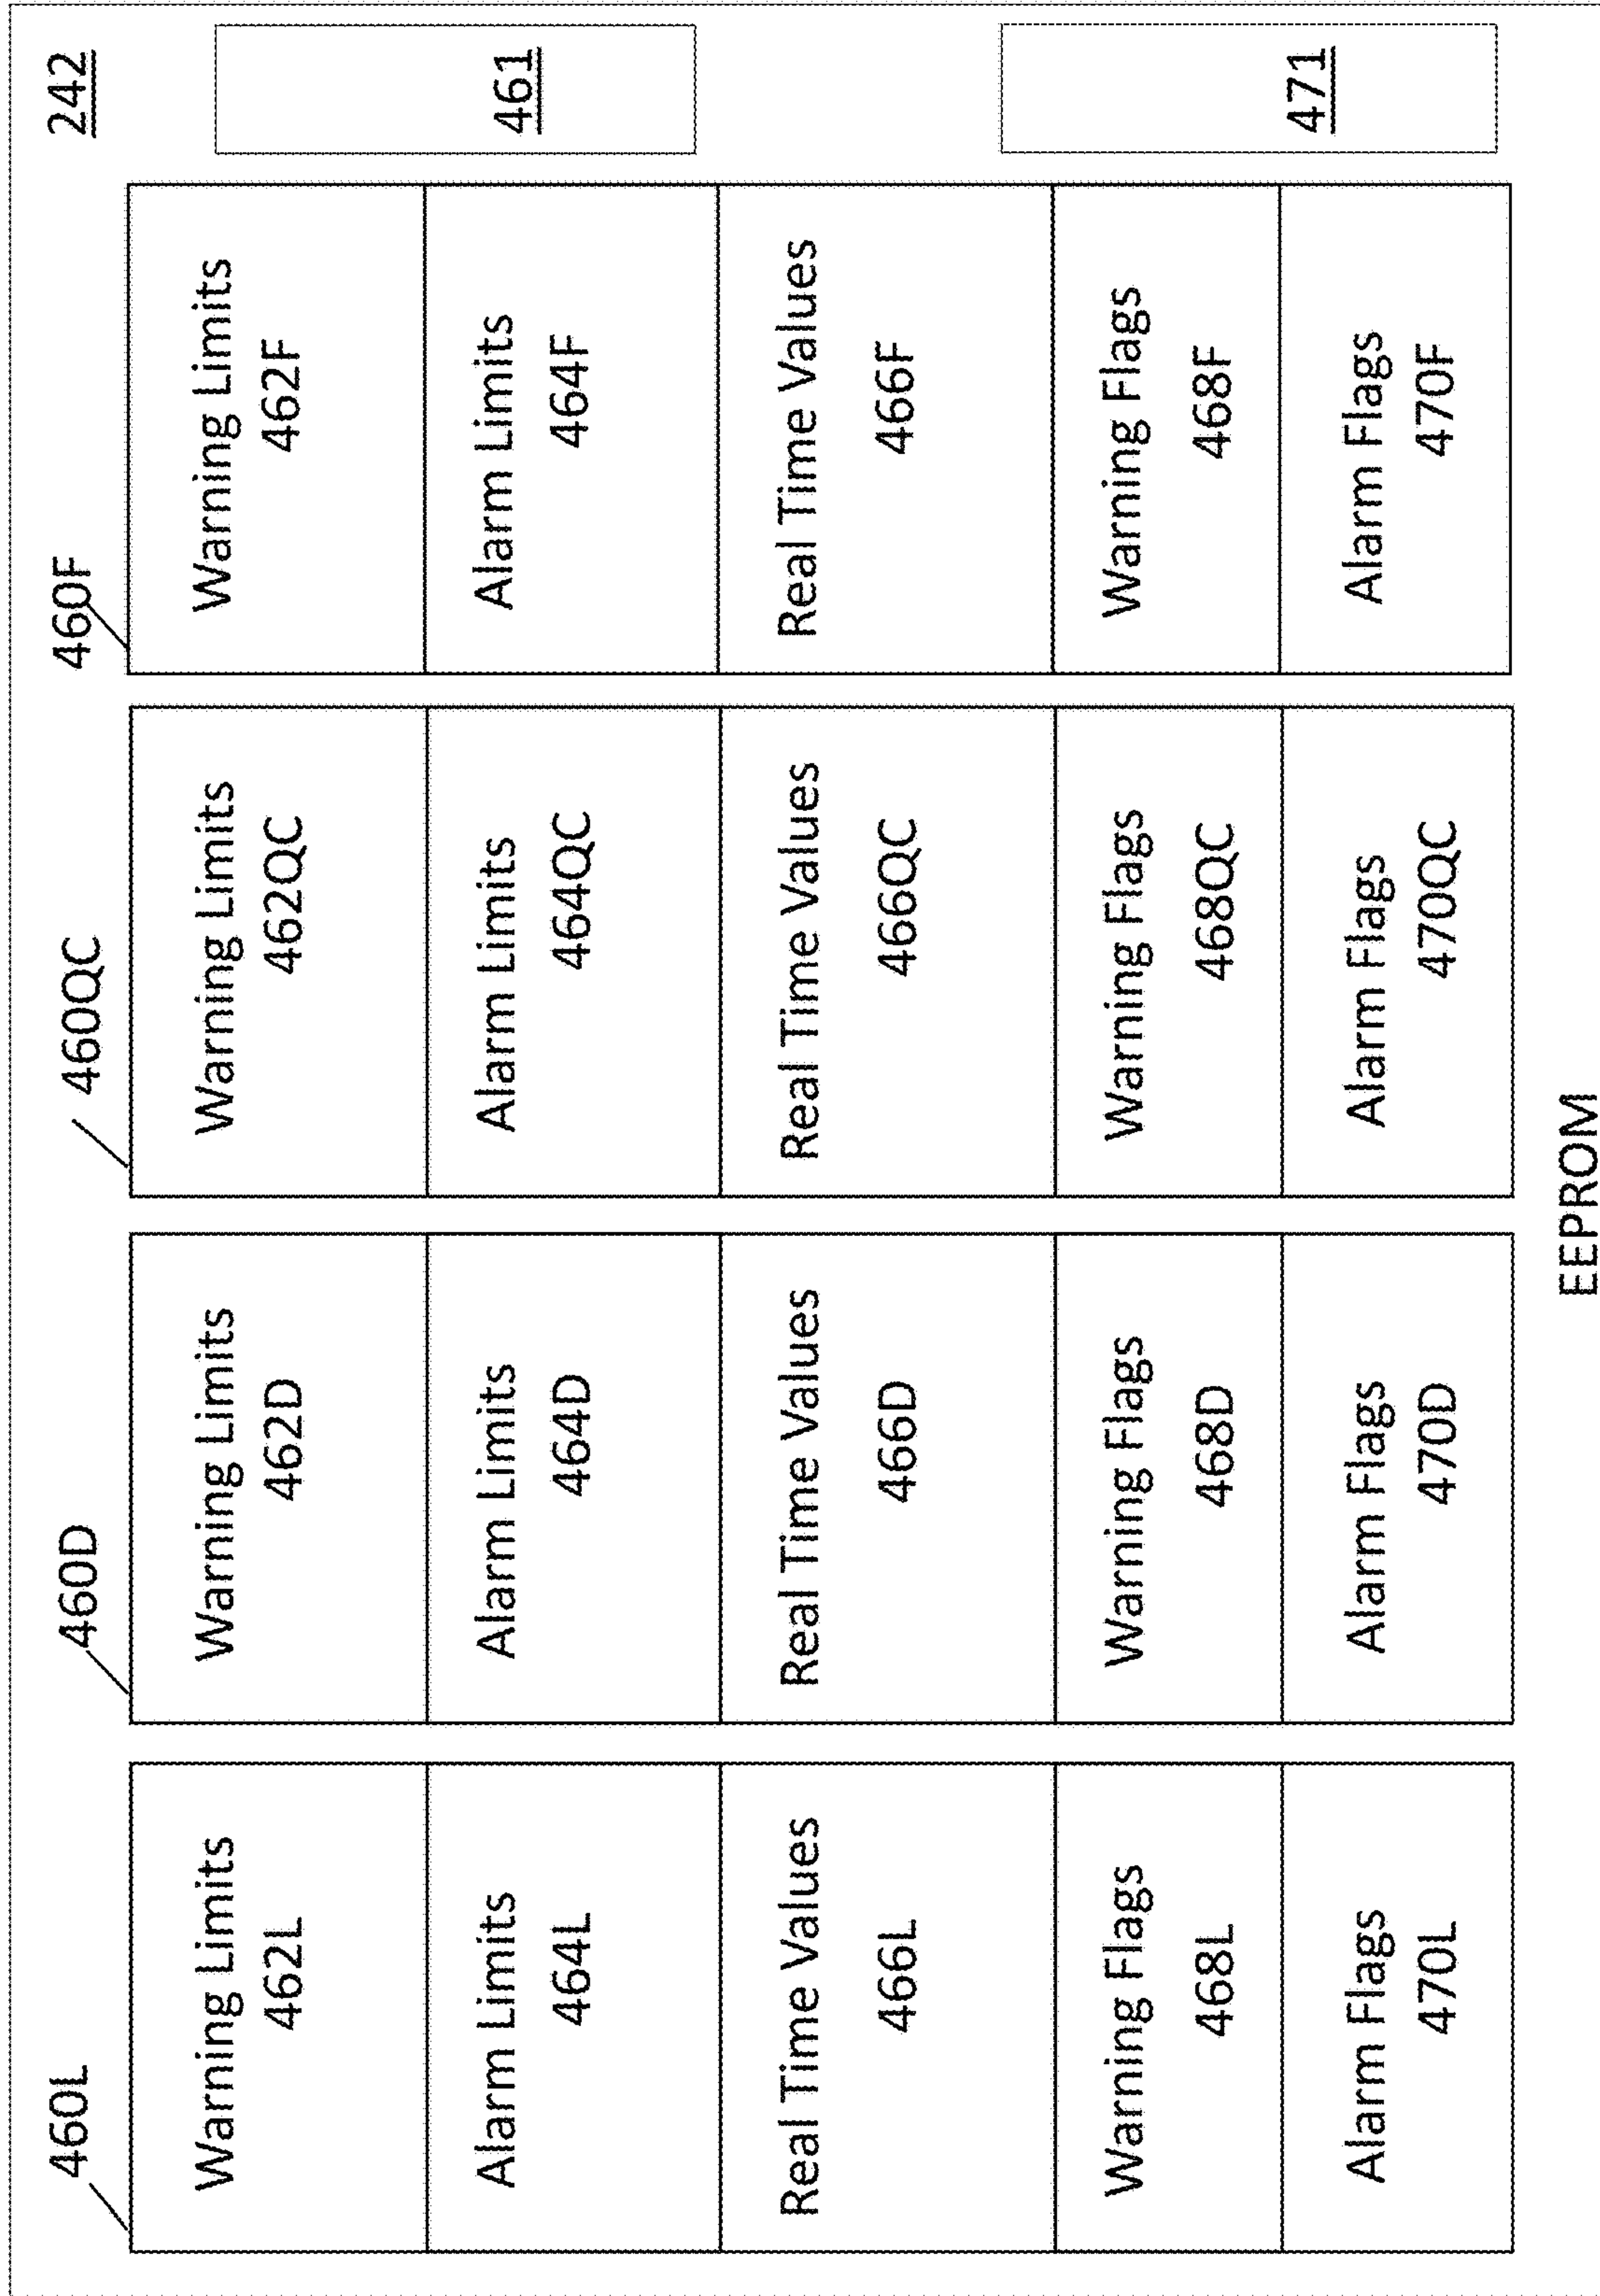 460L
460D
460QC
460F
242
Warning Limits
462L
Alarm Limits
464L
Real Time Values
466L
Warning Flags
468L
Alarm Flags
470L
Warning Limits
462D
Alarm Limits
464D
Real Time Values
466D
Warning Flags
468D
Alarm Flags
470D
Warning Limits
462QC
Alarm Limits
464QC
Real Time Values
466QC
Warning Flags
468QC
Alarm Flags
470QC
Warning Limits
462F
Alarm Limits
464F
Real Time Values
466F
Warning Flags
468F
Alarm Flags
470F
461
471
EEPROM